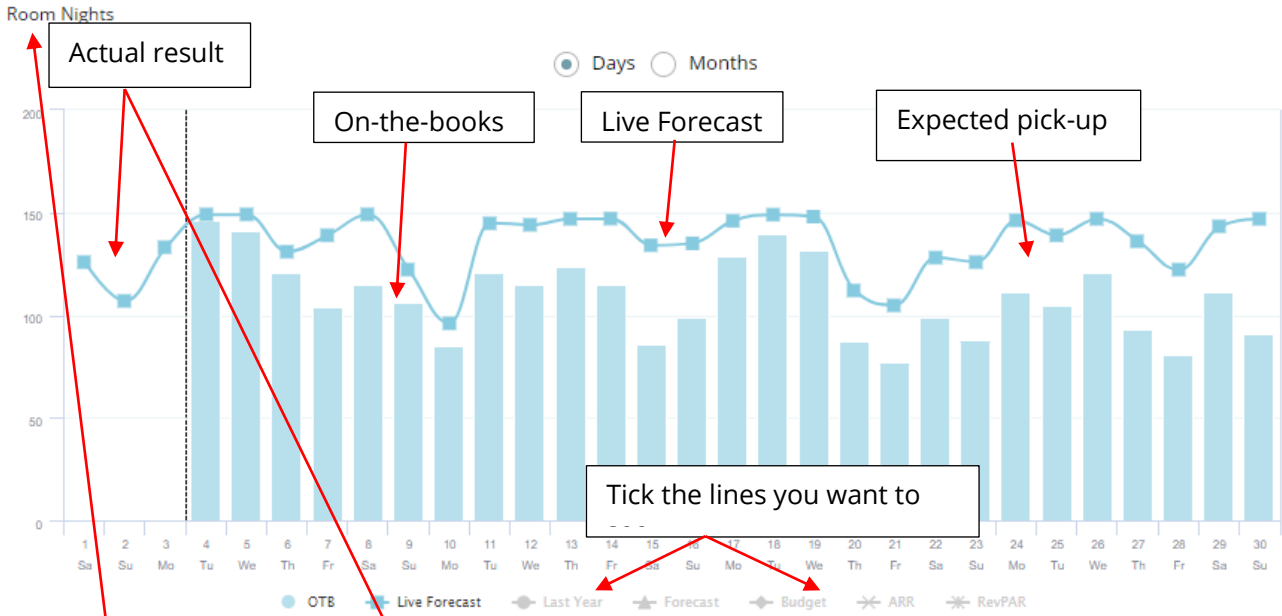 Room Nights
Actual result
Days Months
On-the-books
Live Forecast
Expected pick-up
200
150
100
50
0
Tick the lines you want to
1 2 3 4 5 6 7 8 9 10 11 12 13 14 15 16 17 18 19 20 21 22 23 24 25 26 27 28 29 30
Sa Su Mo Tu We Th Fr Sa Su Mo Tu We Th Fr Sa Su Mo Tu We Th Fr Sa Su Mo Tu We Th Fr Sa Su
OTB Live Forecast Last Year Forecast Budget ARR RevPAR